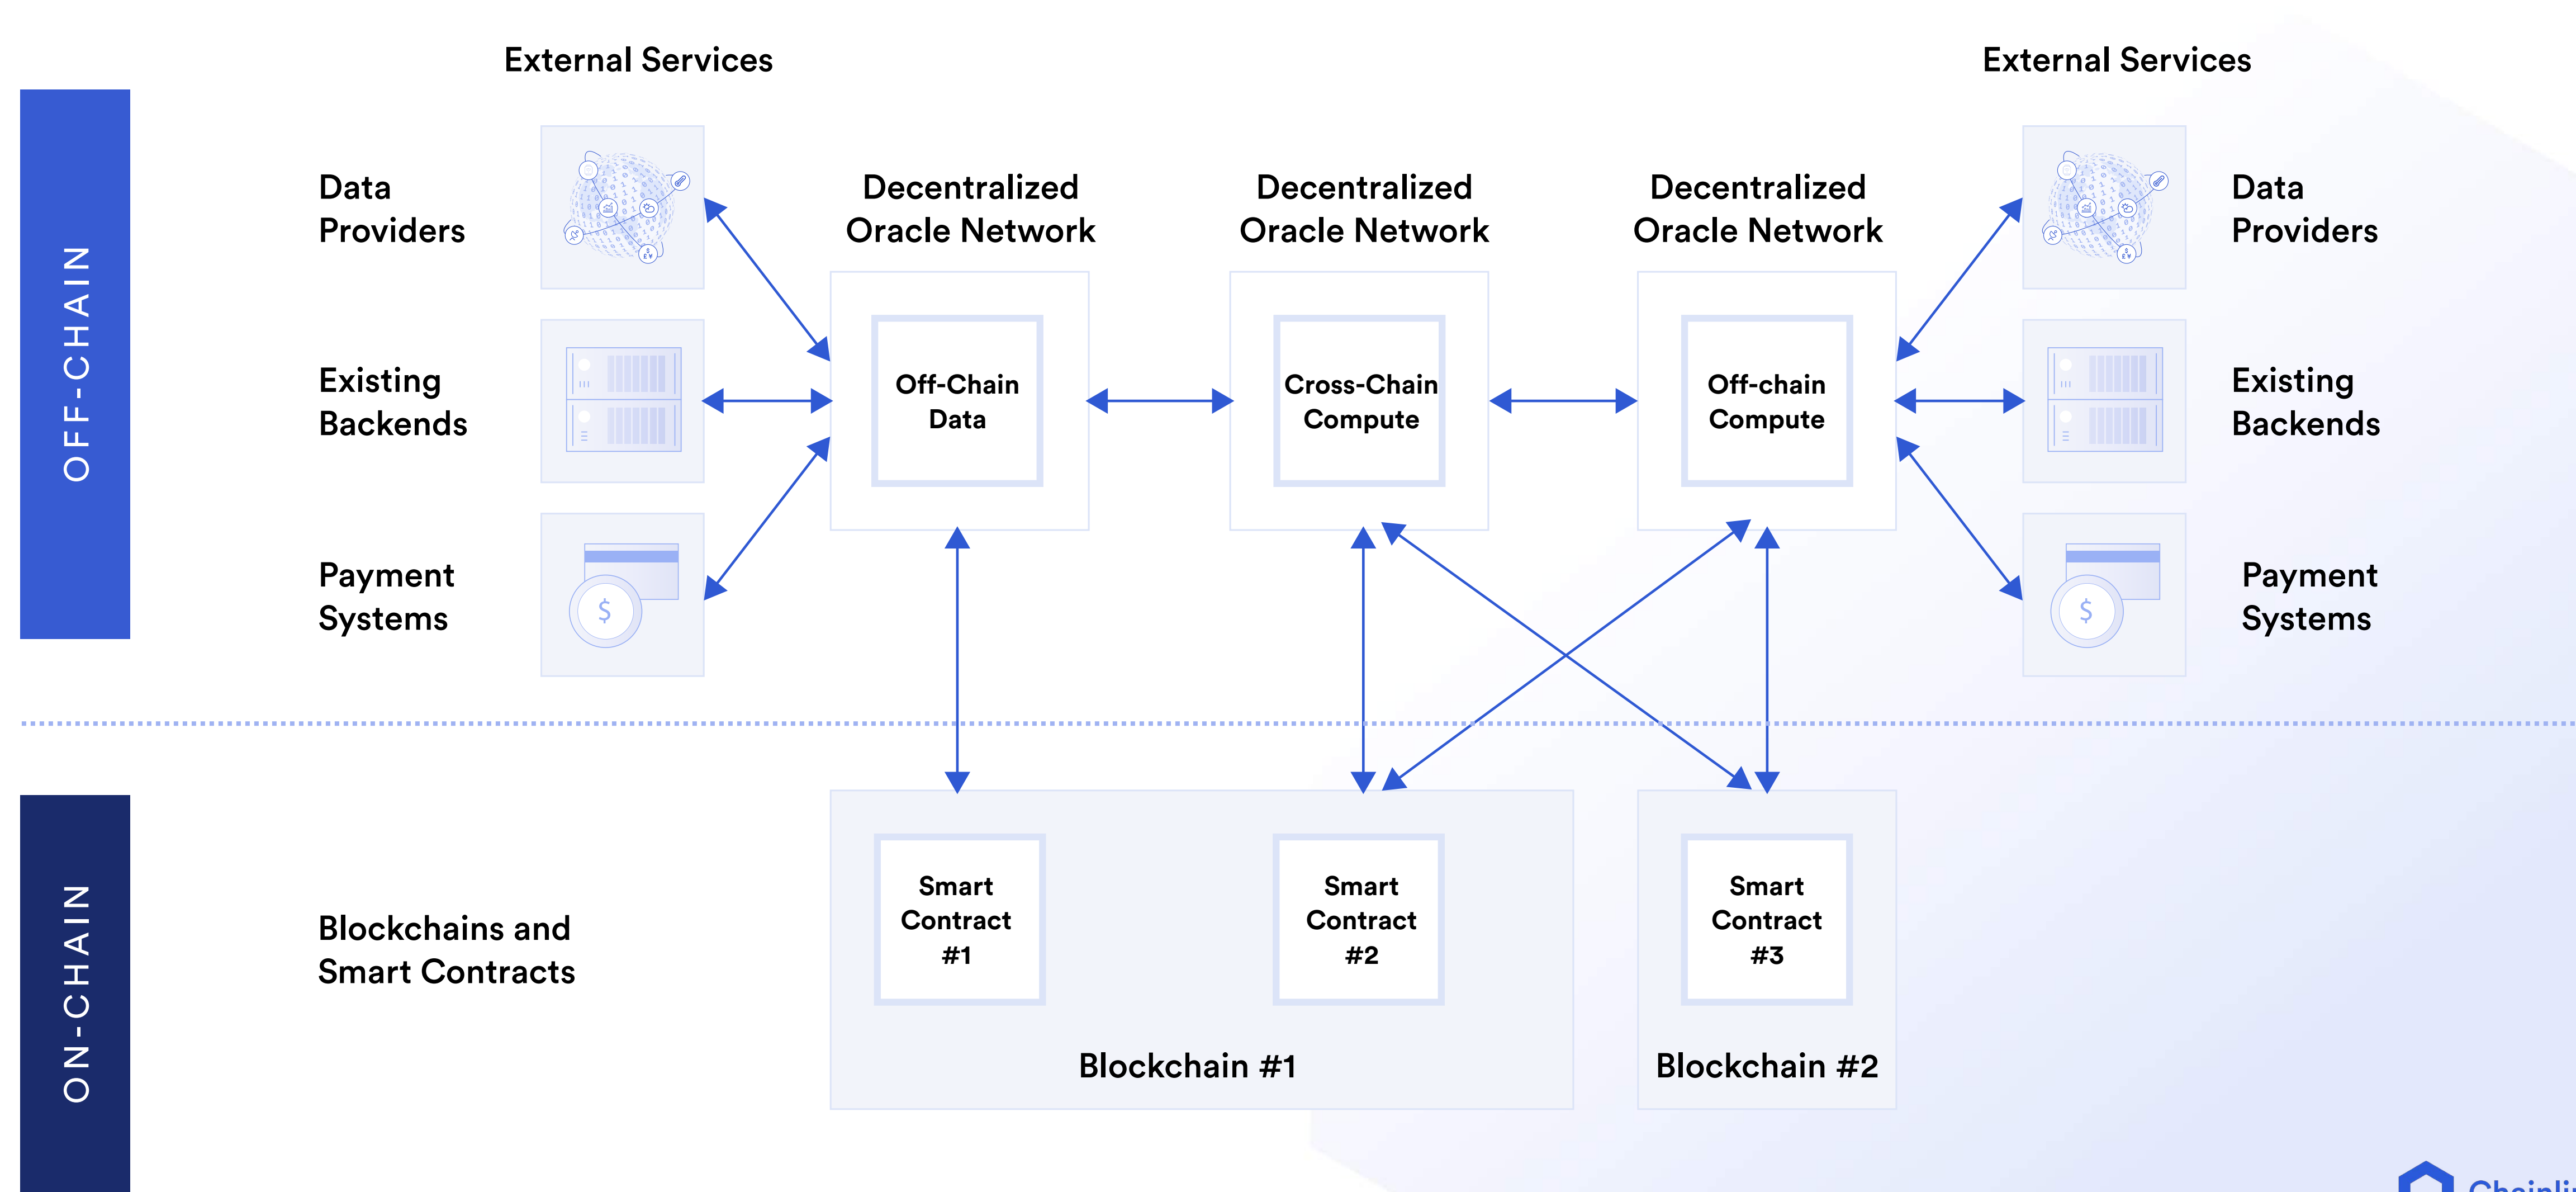 External Services
External Services
OFF-CHAIN
Data
Providers
Existing
Backends
Payment
Systems
$
Decentralized
Oracle Network
Off-Chain
Data
Decentralized
Oracle Network
Cross-Chain
Compute
Decentralized
Oracle Network
Off-chain
Compute
Data
Providers
Existing
Backends
Payment
Systems
$
ON-CHAIN
Blockchains and
Smart Contracts
Smart
Contract
#1
Smart
Contract
#2
Blockchain #1
Smart
Contract
#3
Blockchain #2